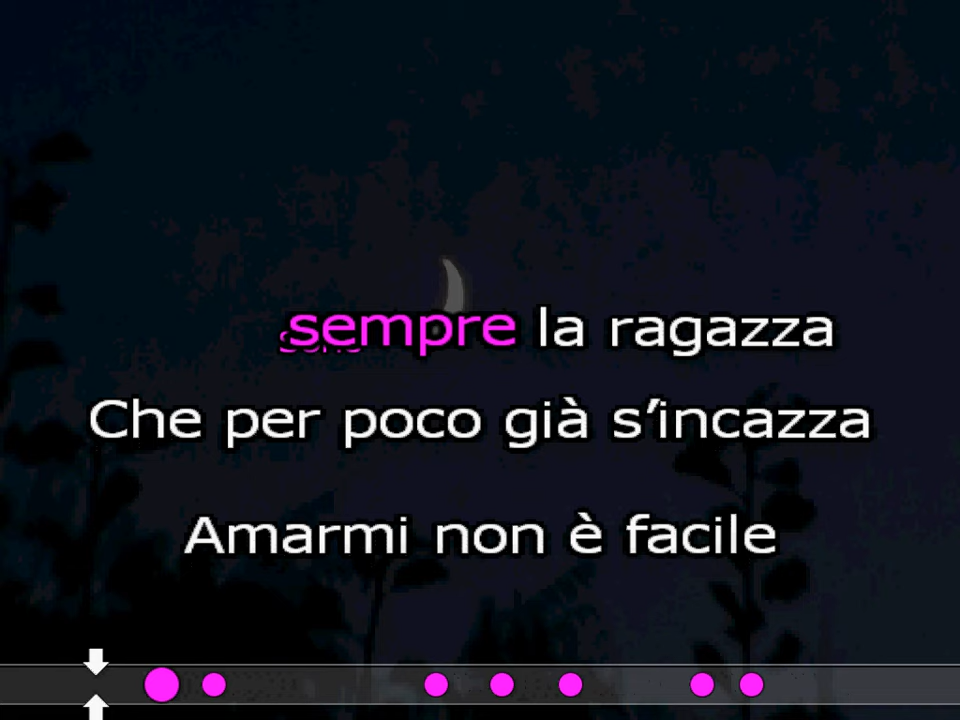 sempre la ragazza
Che per poco già s’incazza
Amarmi non è facile